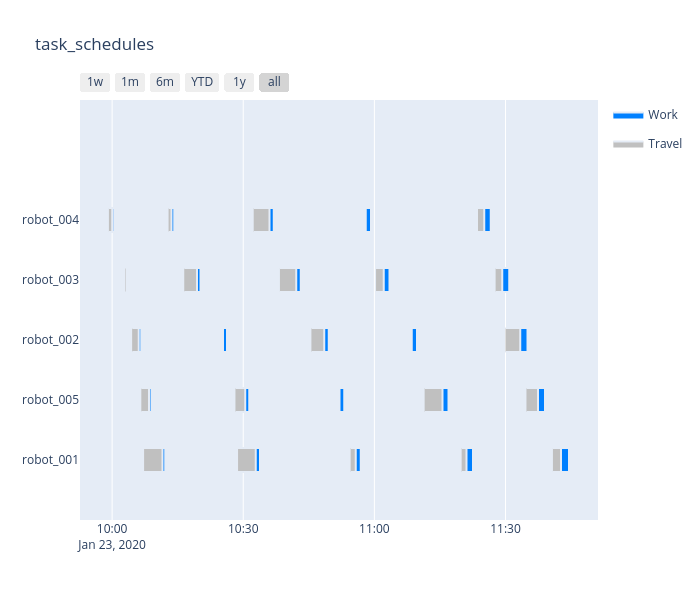 task_schedules
1w 1m 6m YTD 1y all
Work
Travel
robot_004
robot_003
robot_002
robot_005
robot_001
10:00 10:30 11:00 11:30
Jan 23, 2020